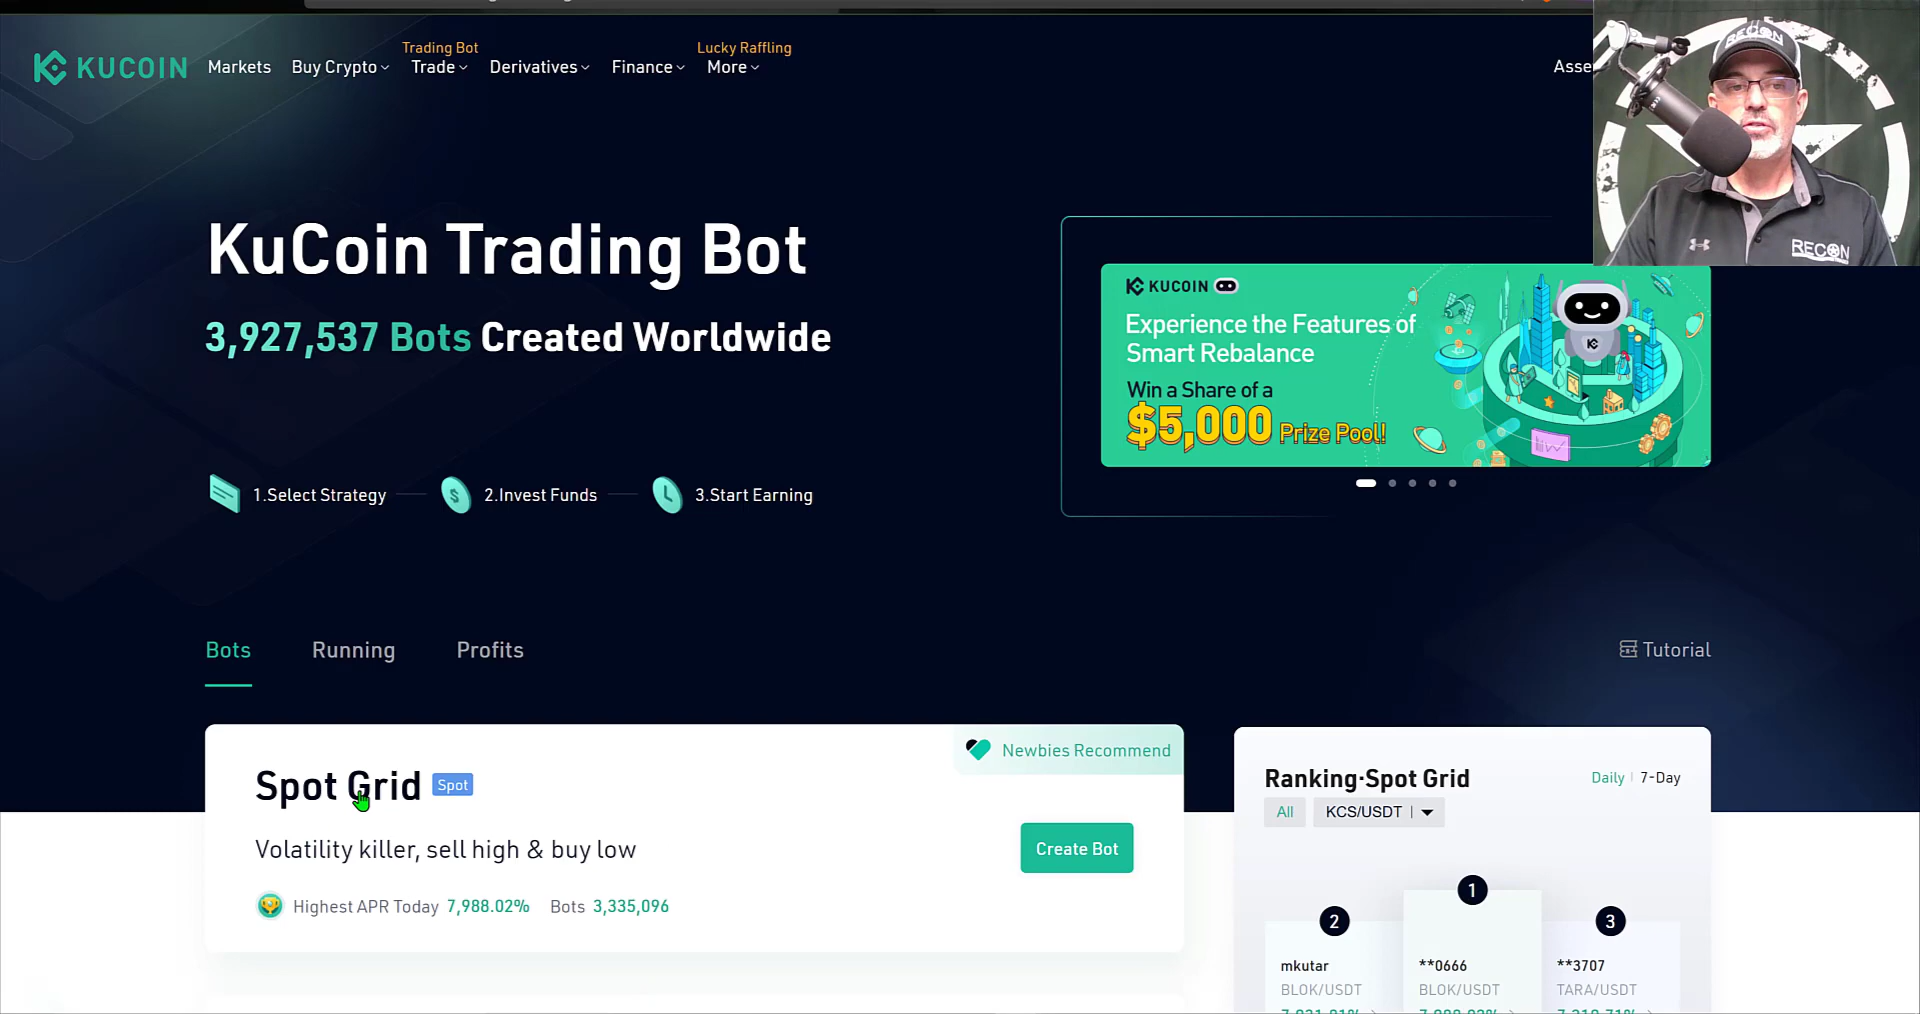 KUCOIN
Markets
Buy Crypto
Trading Bot
Trade
Derivatives
Finance
Lucky Raffling
More
RECON
RECON
KuCoin Trading Bot
3,927,537 Bots Created Worldwide
KUCOIN
Experience the Features of
Smart Rebalance
Win a Share of a
$5,000 Prize Pool!
1.Select Strategy
2.Invest Funds
3.Start Earning
Bots
Running
Profits
Tutorial
Newbies Recommend
Spot Grid
Spot
Volatility killer, sell high & buy low
Create Bot
Highest APR Today 7,988.02% Bots 3,335,096
Ranking·Spot Grid
Daily
7-Day
All
KCS/USDT
1
2
3
mkutar
**0666
**3707
BLOK/USDT
BLOK/USDT
TARA/USDT